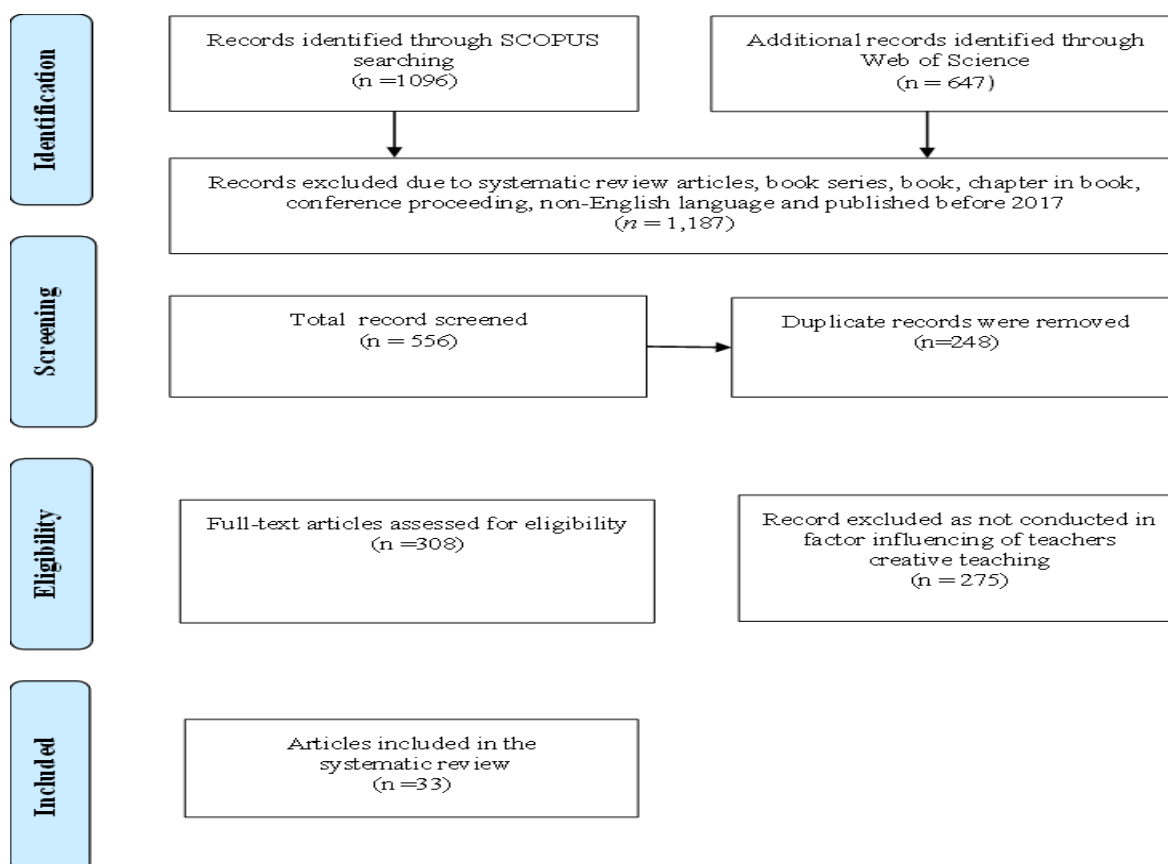 Identification
Records identified through SCOPUS
searching
(n =1096)
Additional records identified through
Web of Science
(n = 647)
Records excluded due to systematic review articles, book series, book, chapter in book,
conference proceeding, non-English language and published before 2017
(n = 1,187)
Screening
Total record screened
(n = 556)
Duplicate records were removed
(n=248)
Eligibility
Full-text articles assessed for eligibility
(n =308)
Record excluded as not conducted in
factor influencing of teachers
creative teaching
(n = 275)
Included
Articles included in the
systematic review
(n =33)